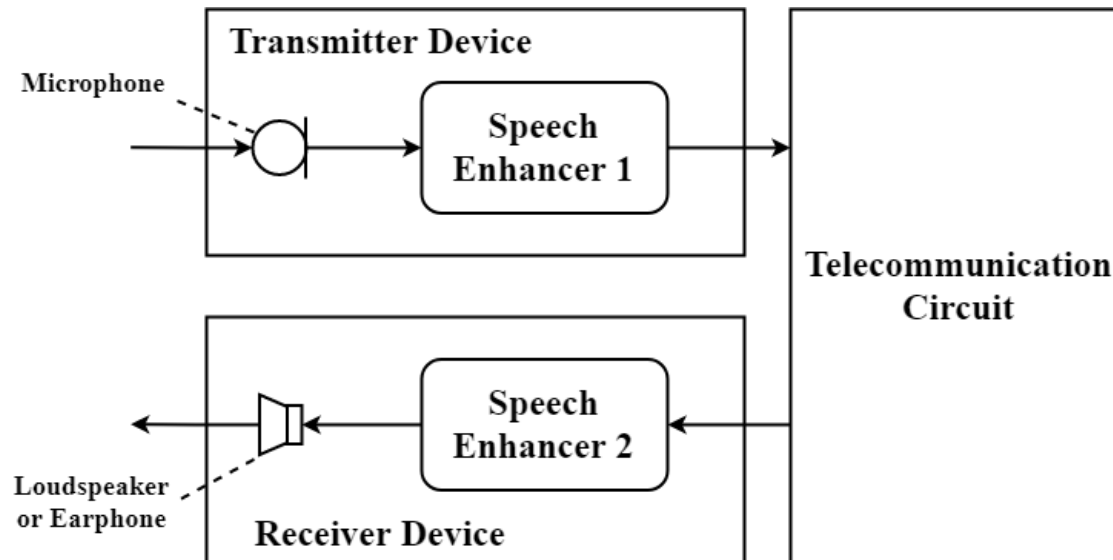 Transmitter Device
Microphone
Speech
Enhancer 1
Telecommunication
Circuit
Speech
Enhancer 2
Loudspeaker
or Earphone
Receiver Device